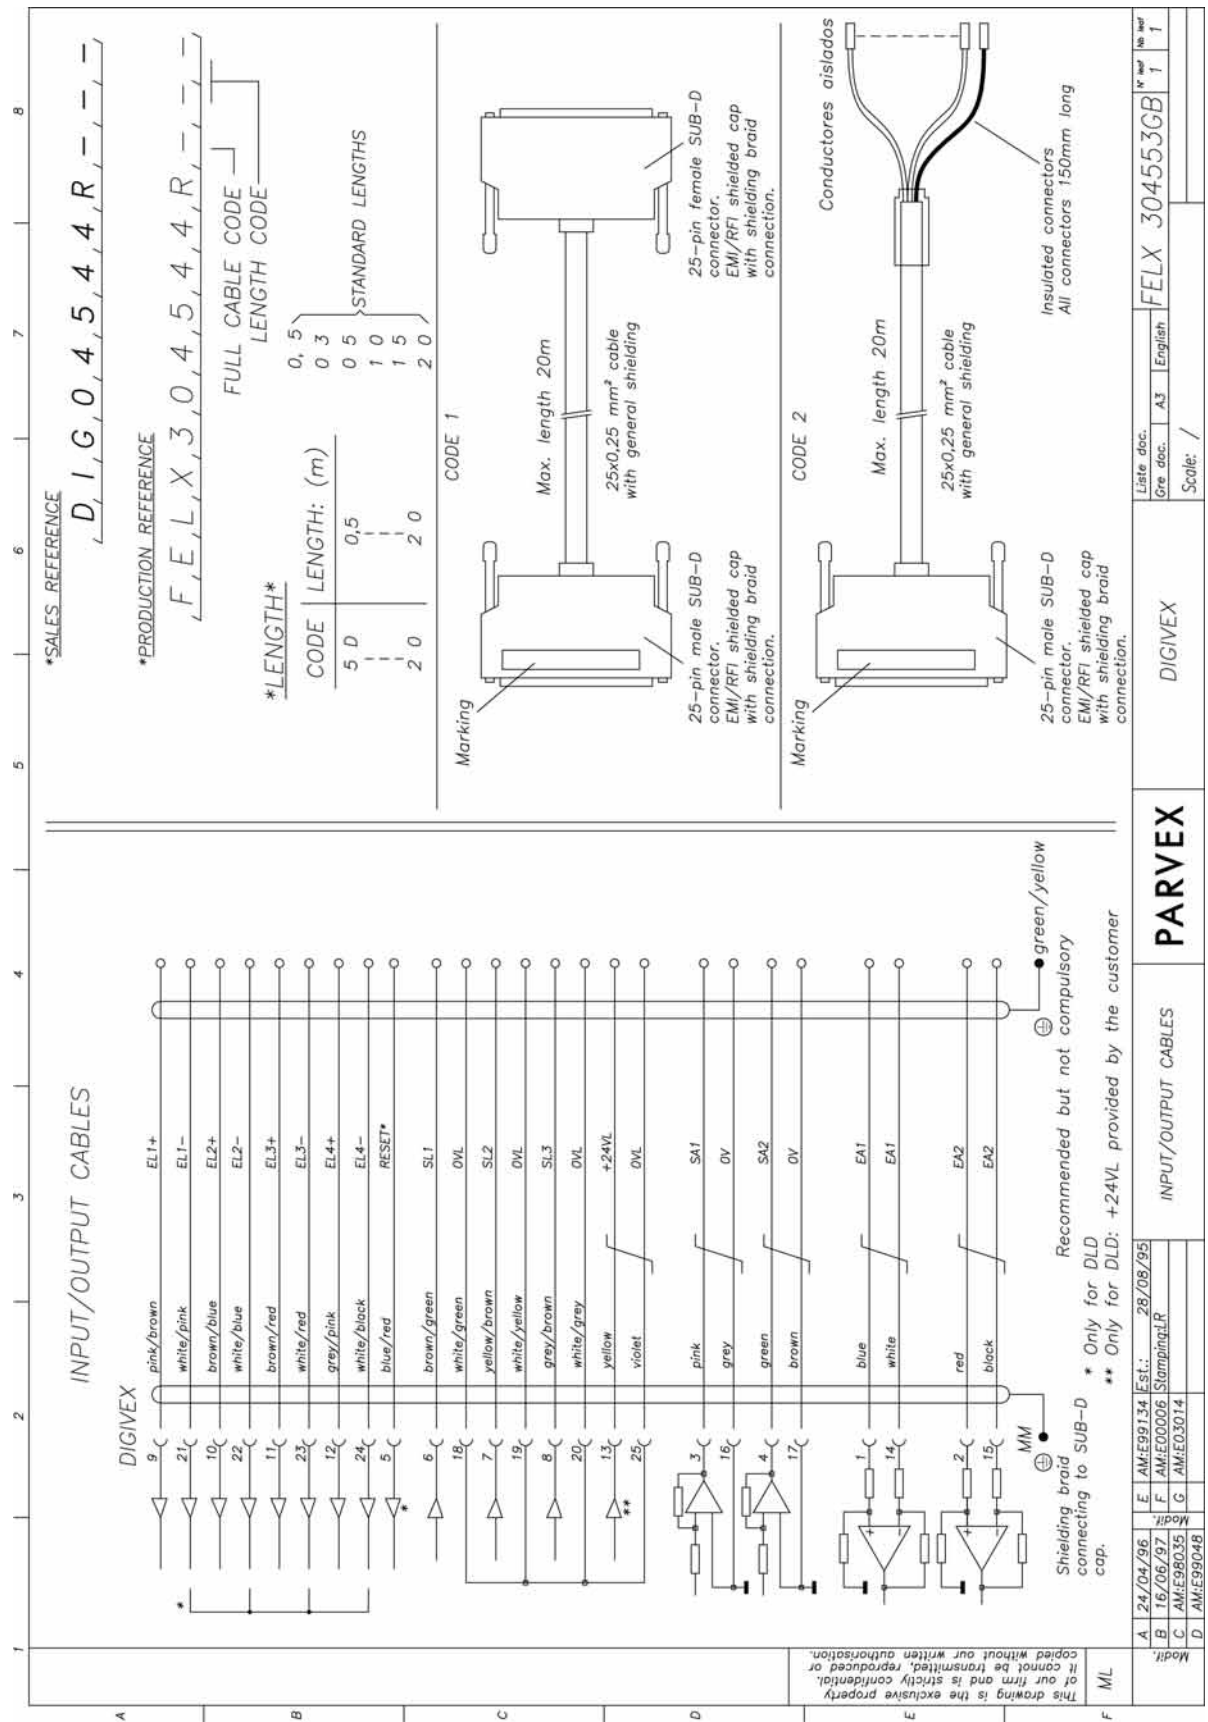 INPUT/OUTPUT CABLES
DIGIVEX
9 pink/brown EL1+
21 white/pink EL1-
10 brown/blue EL2+
22 white/blue EL2-
11 brown/red EL3+
23 white/red EL3-
12 grey/pink EL4+
24 white/black EL4-
5 blue/red RESET*
*
*
6 brown/green SL1
18 white/green 0VL
7 yellow/brown SL2
19 white/yellow 0VL
8 grey/brown SL3
20 white/grey 0VL
13 yellow +24VL
**
25 violet 0VL
3 pink SA1
16 grey 0V
4 green SA2
17 brown 0V
1 blue EA1
14 white EA1
2 red EA2
15 black EA2
+
-
+
-
MM
green/yellow
Shielding braid
connecting to SUB-D
cap.
Recommended but not compulsory
* Only for DLD
** Only for DLD: +24VL provided by the customer
*SALES REFERENCE
D,I,G,0,4,5,4,4,R,-,-,-
*PRODUCTION REFERENCE
F,E,L,X,3,0,4,5,4,4,R,-,-,-
FULL CABLE CODE
LENGTH CODE
*LENGTH*
CODE LENGTH: (m)
5 D 0,5
2 0 2 0
0,5
0 3
0 5
1 0
1 5
2 0
STANDARD LENGTHS
CODE 1
Marking
Max. length 20m
25x0,25 mm² cable
with general shielding
25-pin male SUB-D
connector.
EMI/RFI shielded cap
with shielding braid
connection.
25-pin female SUB-D
connector.
EMI/RFI shielded cap
with shielding braid
connection.
CODE 2
Marking
Max. length 20m
25x0,25 mm² cable
with general shielding
Conductores aislados
25-pin male SUB-D
connector.
EMI/RFI shielded cap
with shielding braid
connection.
Insulated connectors
All connectors 150mm long
This drawing is the exclusive property
of our firm and is strictly confidential.
It cannot be transmitted, reproduced or
copied without our written authorisation.
ML
Modif.
A 24/04/96
B 16/06/97
C AM:E98035
D AM:E99048
Modif.
E AM:E99134
F AM:E00006
G AM:E03014
Est.: 28/08/95
Stamping:LR
INPUT/OUTPUT CABLES
PARVEX
DIGIVEX
Liste doc.
Gre doc. A3 English
FELX 304553GB
N° leaf 1
Nb leaf 1
Scale: /
1 2 3 4 5 6 7 8
A
B
C
D
E
F